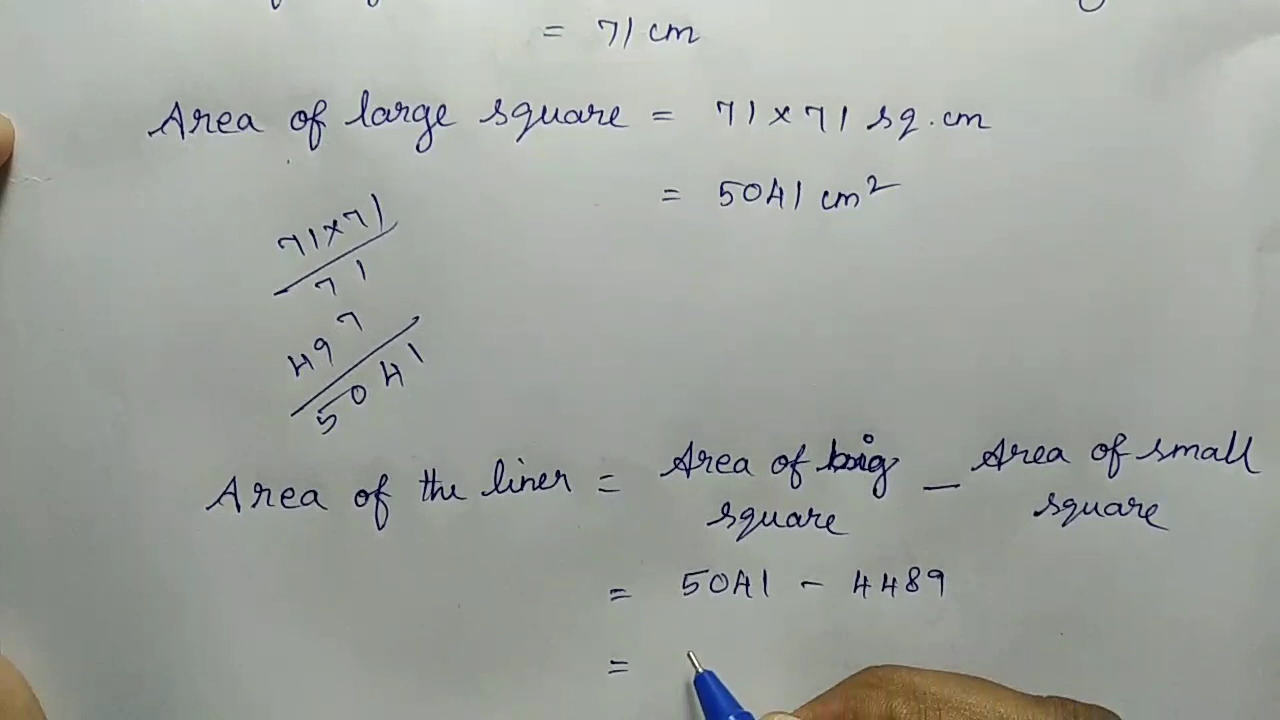 = 71 cm
Area of large square = 71 × 71 sq. cm
= 5041 cm²
71×71
71
497
5041
Area of the liner = Area of big square – Area of small square
= 5041 – 4489
=